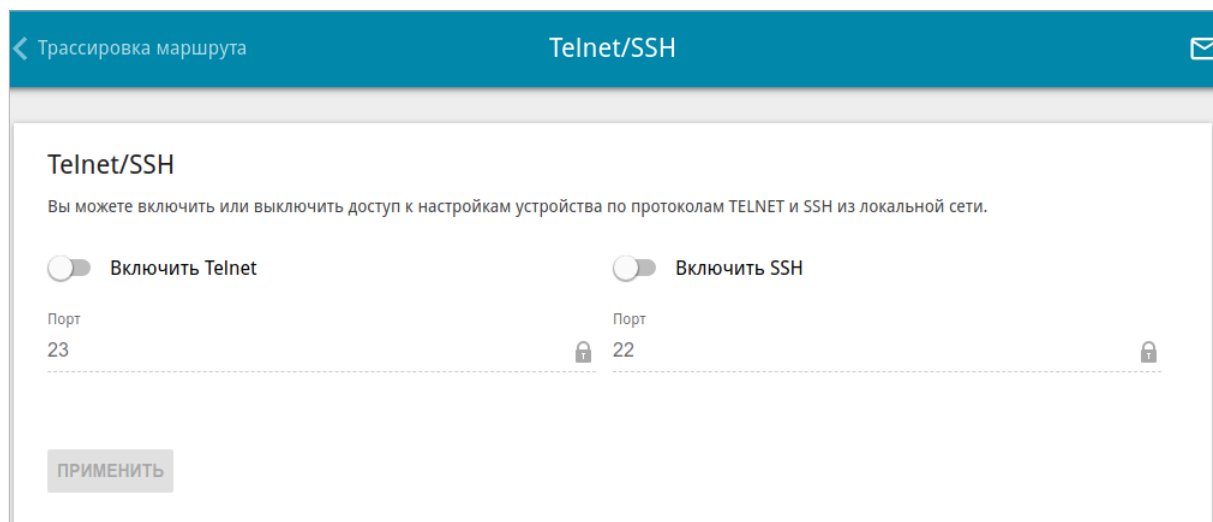 Трассировка маршрута
Telnet/SSH
Telnet/SSH
Вы можете включить или выключить доступ к настройкам устройства по протоколам TELNET и SSH из локальной сети.
Включить Telnet
Включить SSH
Порт
Порт
23
22
ПРИМЕНИТЬ